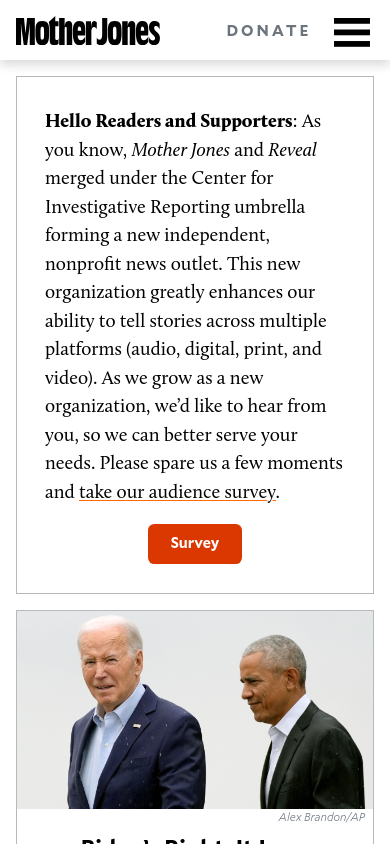 Mother Jones
DONATE
Hello Readers and Supporters: As
you know, Mother Jones and Reveal
merged under the Center for
Investigative Reporting umbrella
forming a new independent,
nonprofit news outlet. This new
organization greatly enhances our
ability to tell stories across multiple
platforms (audio, digital, print, and
video). As we grow as a new
organization, we’d like to hear from
you, so we can better serve your
needs. Please spare us a few moments
and take our audience survey.
Survey
Alex Brandon/AP